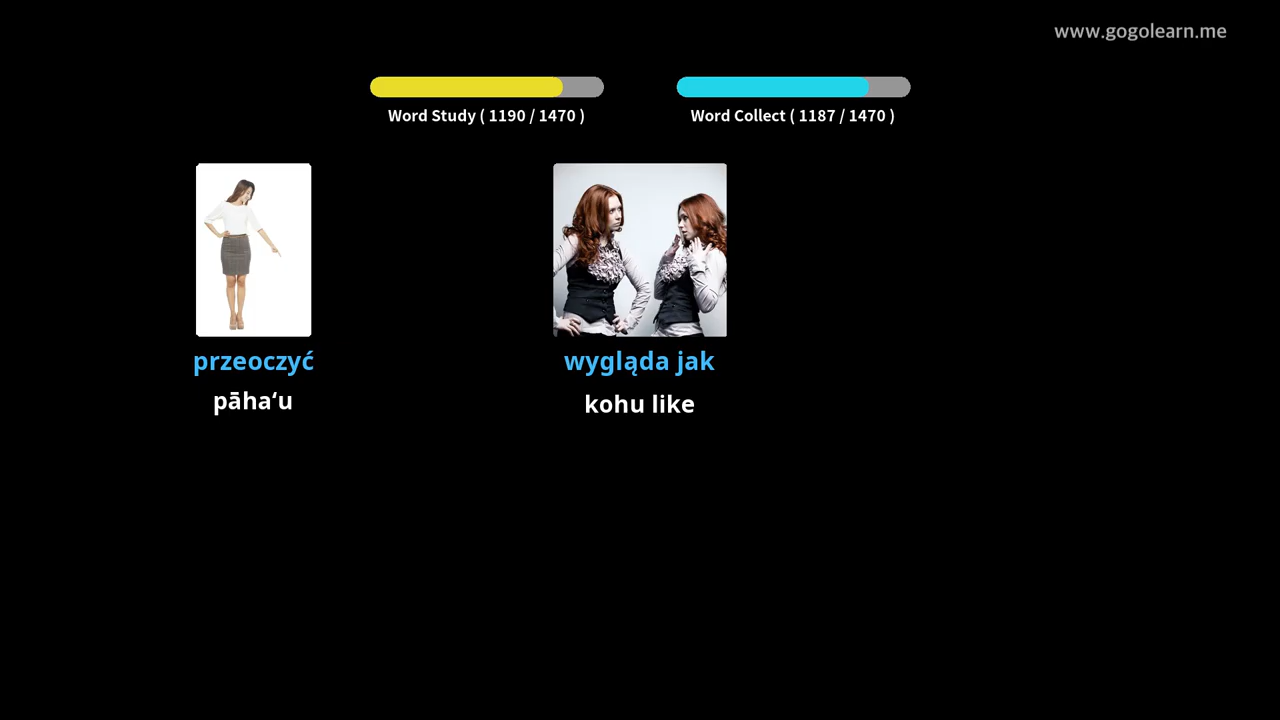 www.gogolearn.me
Word Study ( 1190 / 1470 )
Word Collect ( 1187 / 1470 )
przeoczyć
wygląda jak
pāhaʻu
kohu like